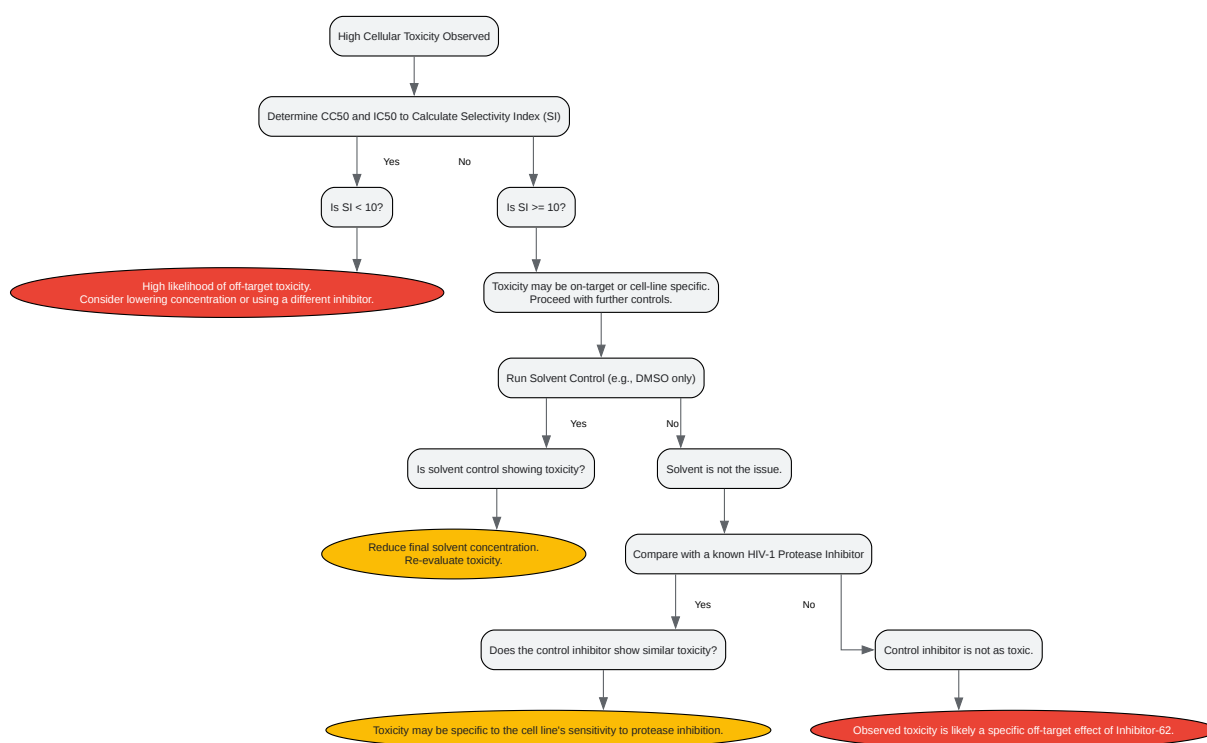 High Cellular Toxicity Observed
Determine CC50 and IC50 to Calculate Selectivity Index (SI)
Yes
No
Is SI < 10?
Is SI >= 10?
High likelihood of off-target toxicity.
Consider lowering concentration or using a different inhibitor.
Toxicity may be on-target or cell-line specific.
Proceed with further controls.
Run Solvent Control (e.g., DMSO only)
Yes
No
Is solvent control showing toxicity?
Solvent is not the issue.
Reduce final solvent concentration.
Re-evaluate toxicity.
Compare with a known HIV-1 Protease Inhibitor
Yes
No
Does the control inhibitor show similar toxicity?
Control inhibitor is not as toxic.
Toxicity may be specific to the cell line's sensitivity to protease inhibition.
Observed toxicity is likely a specific off-target effect of Inhibitor-62.